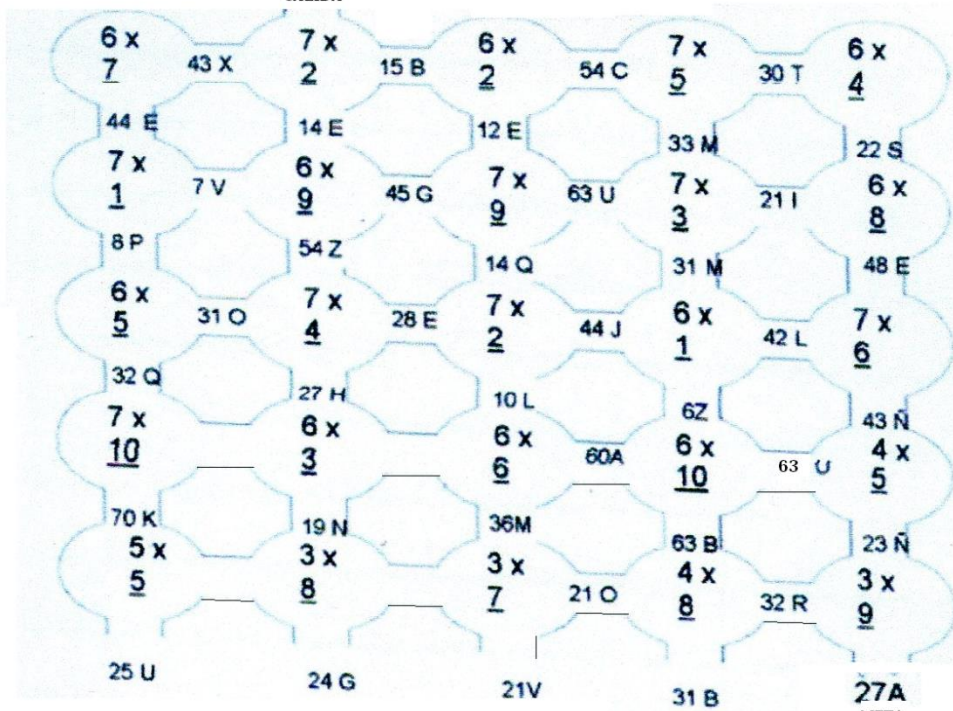 6 x 7 x 6 x 7 x 6 x
7 43 X 2 15 B 2 54 C 5 30 T 4
44 E 14 E 12 E 33 M 22 S
7 x 6 x 7 x 7 x 6 x
1 7 V 9 45 G 9 63 U 3 21 I 8
8 P 54 Z 14 Q 31 M 48 E
6 x 7 x 7 x 6 x 7 x
5 31 O 4 28 E 2 44 J 1 42 L 6
32 Q 27 H 10 L 6Z 43 Ñ
7 x 6 x 6 x 6 x 4 x
10 3 6 60A 10 63 U 5
70 K 19 N 36M 63 B 23 Ñ
5 x 3 x 3 x 4 x 3 x
5 8 7 21 O 8 32 R 9
25 U 24 G 21V 31 B 27A